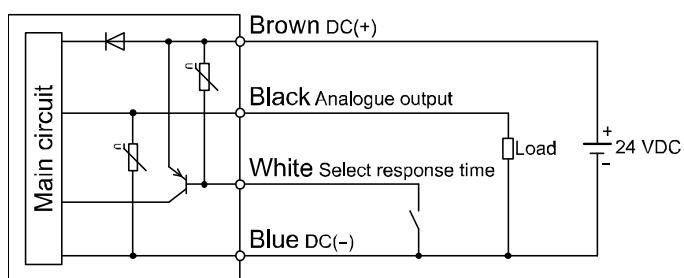 Brown DC(+)
Black Analogue output
White Select response time
Blue DC(–)
Main circuit
U
U
Load
+
–
24 VDC